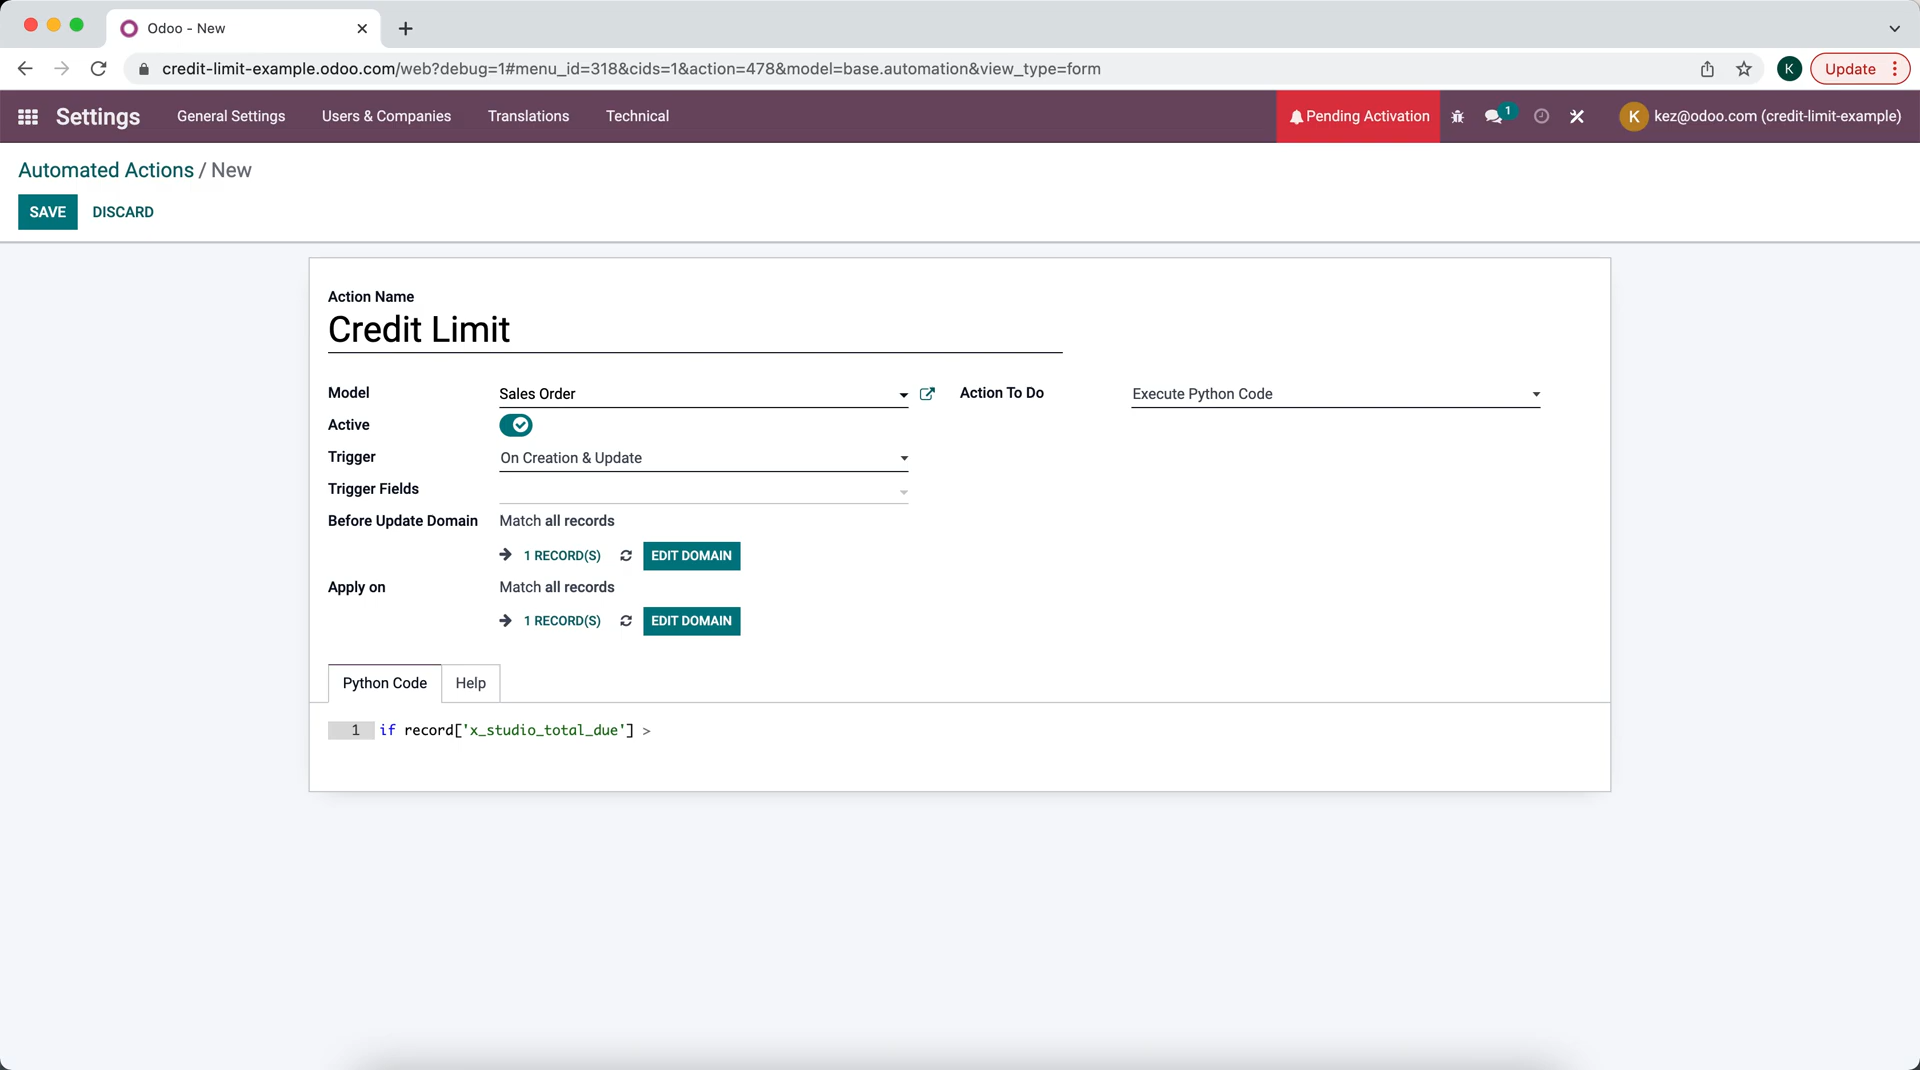 Odoo - New
credit-limit-example.odoo.com/web?debug=1#menu_id=318&cids=1&action=478&model=base.automation&view_type=form
K
Update
Settings
General Settings
Users & Companies
Translations
Technical
Pending Activation
1
K
kez@odoo.com (credit-limit-example)
Automated Actions / New
SAVE
DISCARD
Action Name
Credit Limit
Model
Sales Order
Action To Do
Execute Python Code
Active
Trigger
On Creation & Update
Trigger Fields
Before Update Domain
Match all records
1 RECORD(S)
EDIT DOMAIN
Apply on
Match all records
1 RECORD(S)
EDIT DOMAIN
Python Code
Help
1 if record['x_studio_total_due'] >